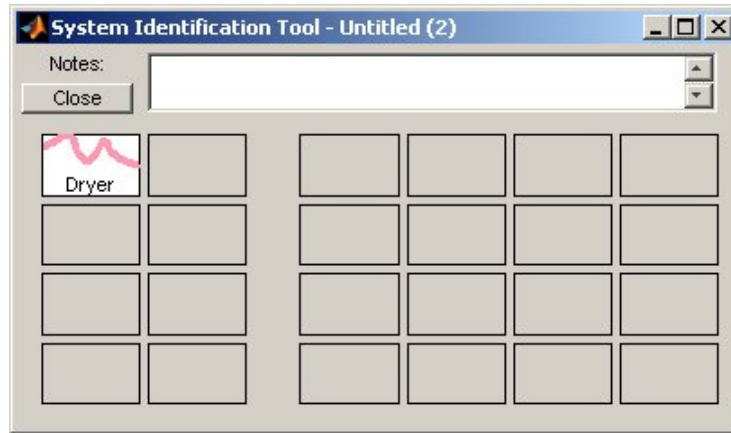 System Identification Tool - Untitled (2)
Notes:
Close
Dryer